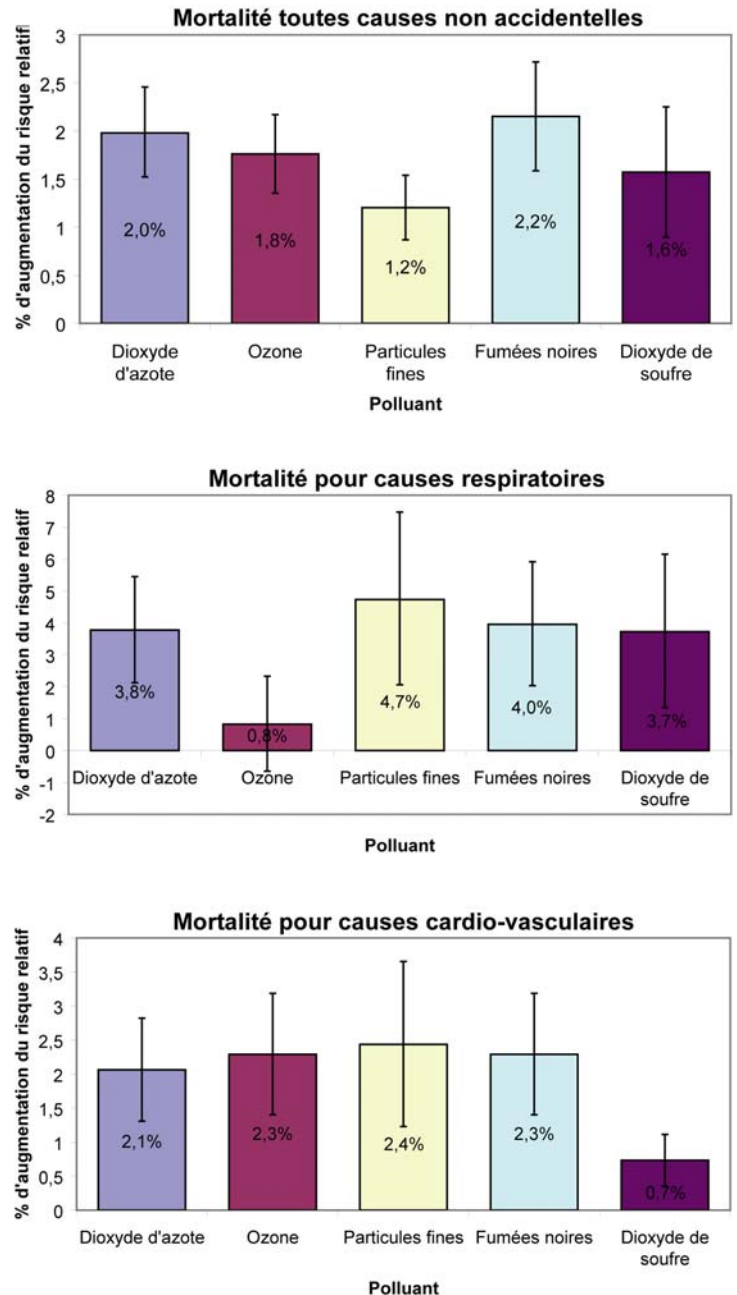 Mortalité toutes causes non accidentelles
% d'augmentation du risque relatif
3
2,5
2
1,5
1
0,5
0
2,0%
1,8%
1,2%
2,2%
1,6%
Dioxyde d'azote
Ozone
Particules fines
Fumées noires
Dioxyde de soufre
Polluant
Mortalité pour causes respiratoires
% d'augmentation du risque relatif
8
7
6
5
4
3
2
1
0
-1
-2
3,8%
0,8%
4,7%
4,0%
3,7%
Dioxyde d'azote
Ozone
Particules fines
Fumées noires
Dioxyde de soufre
Polluant
Mortalité pour causes cardio-vasculaires
% d'augmentation du risque relatif
4
3,5
3
2,5
2
1,5
1
0,5
0
2,1%
2,3%
2,4%
2,3%
0,7%
Dioxyde d'azote
Ozone
Particules fines
Fumées noires
Dioxyde de soufre
Polluant